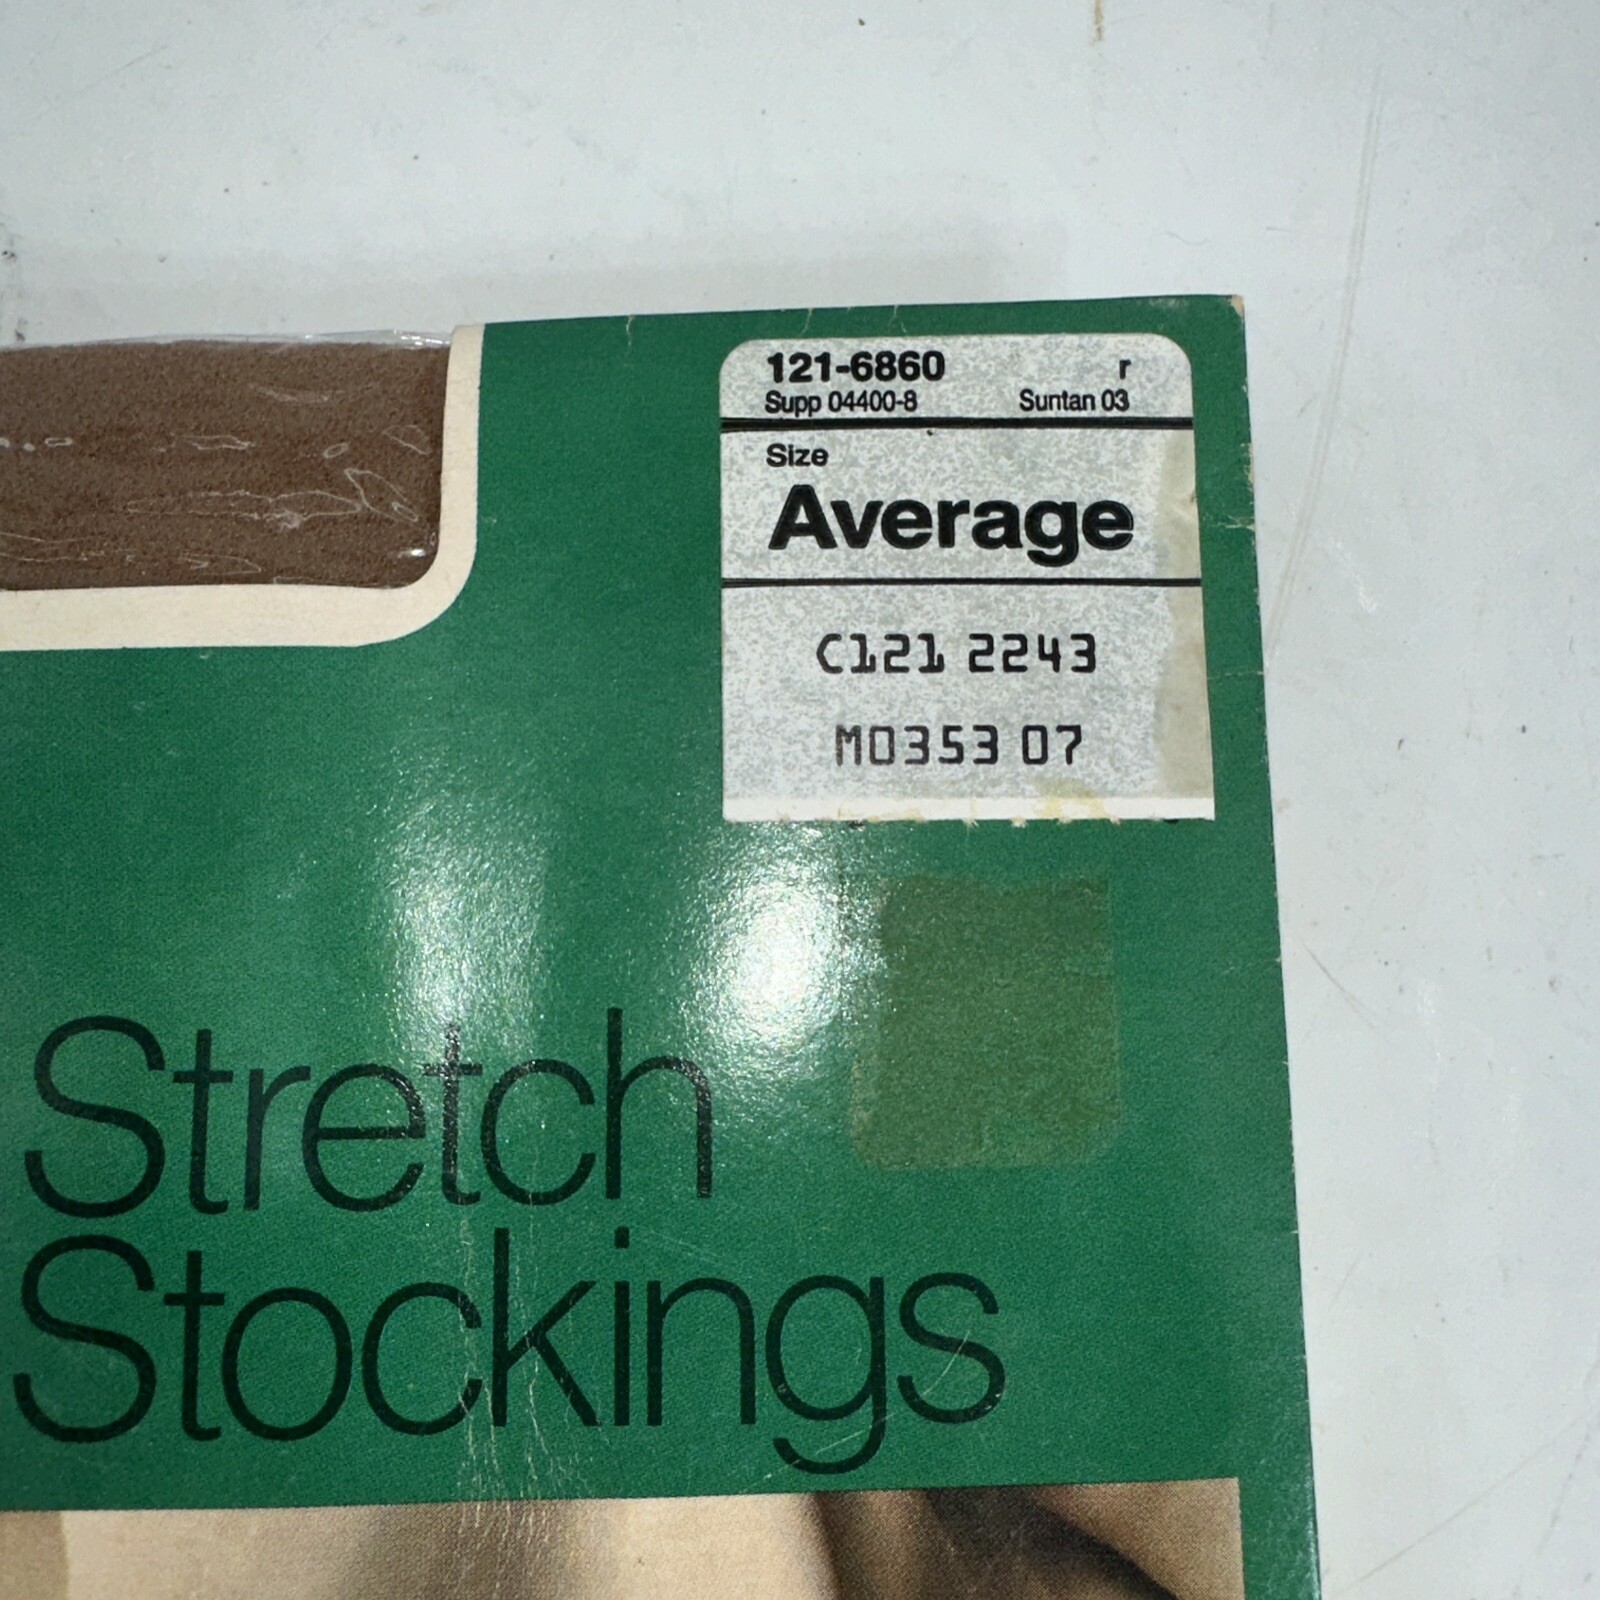 121-6860 r
Supp 04400-8 Suntan 03
Size
Average
C121 2243
M0353 07
Stretch
Stockings